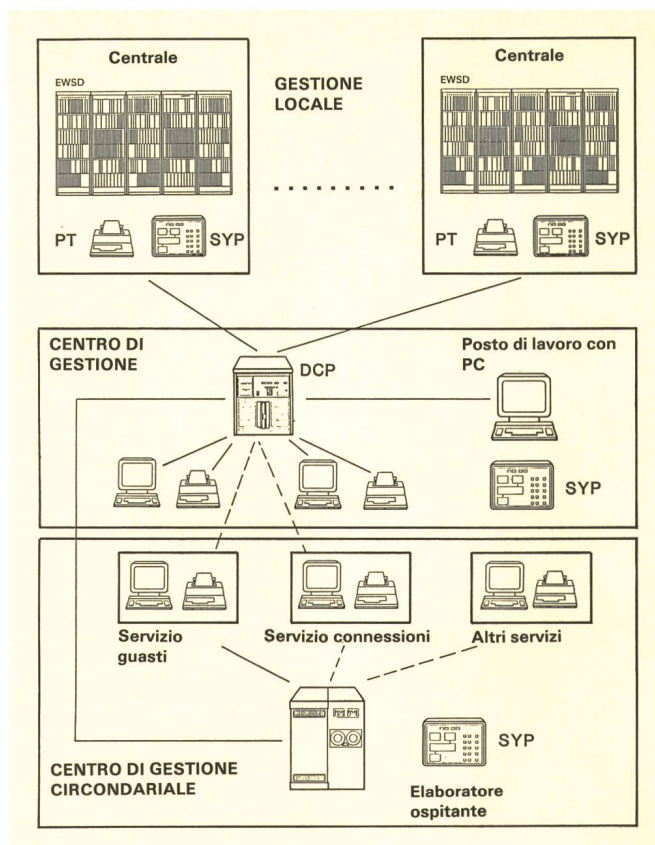 Centrale
EWSD
PT
SYP
GESTIONE
LOCALE
Centrale
EWSD
PT
SYP
CENTRO DI
GESTIONE
DCP
Posto di lavoro con
PC
SYP
Servizio
guasti
Servizio connessioni
Altri servizi
CENTRO DI GESTIONE
CIRCONDARIALE
SYP
Elaboratore
ospitante